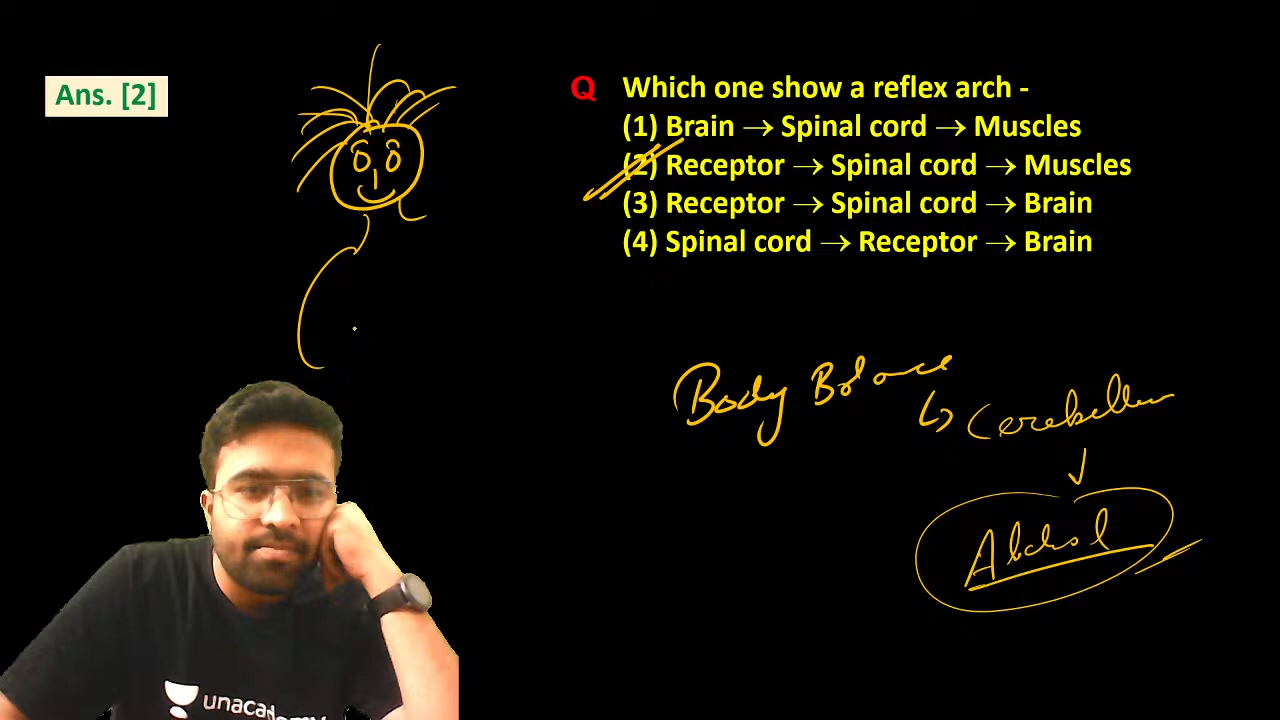 Ans. [2]
Q Which one show a reflex arch -
(1) Brain → Spinal cord → Muscles
(2) Receptor → Spinal cord → Muscles
(3) Receptor → Spinal cord → Brain
(4) Spinal cord → Receptor → Brain
Body Balance
↳ Cerebellum
↓
Alcohol
unacademy